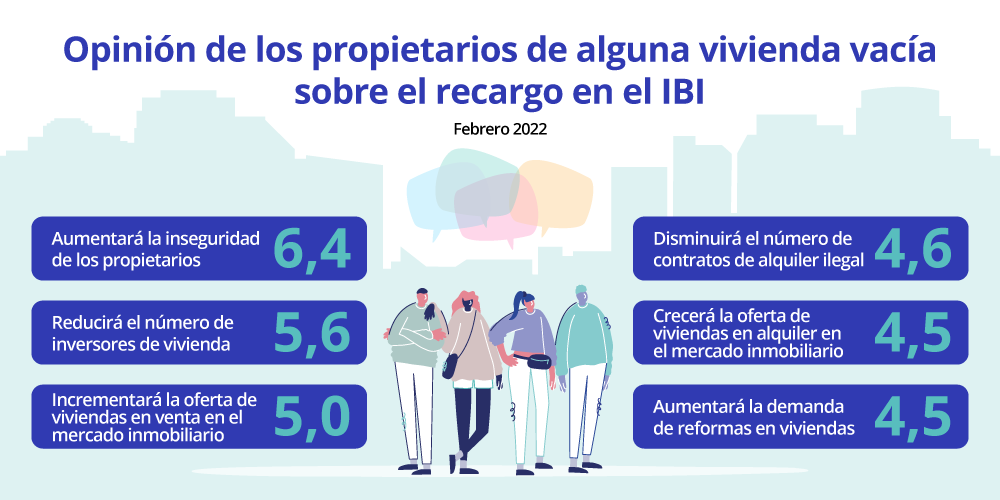 Opinión de los propietarios de alguna vivienda vacía
sobre el recargo en el IBI
Febrero 2022
Aumentará la inseguridad
de los propietarios
6,4
Reducirá el número de
inversores de vivienda
5,6
Incrementará la oferta de
viviendas en venta en el
mercado inmobiliario
5,0
Disminuirá el número de
contratos de alquiler ilegal
4,6
Crecerá la oferta de
viviendas en alquiler en
el mercado inmobiliario
4,5
Aumentará la demanda
de reformas en viviendas
4,5